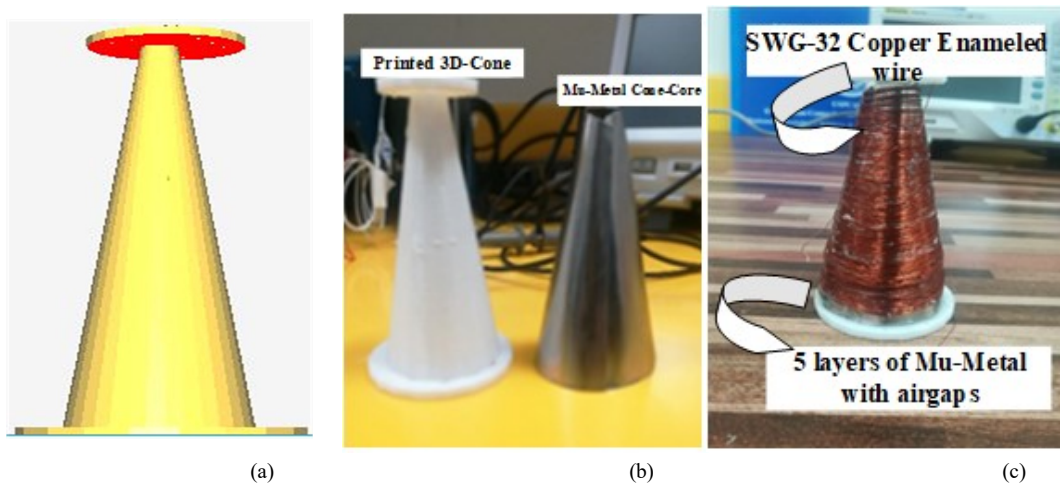 Printed 3D-Cone
Mu-Metal Cone-Core
SWG-32 Copper Enameled
wire
5 layers of Mu-Metal
with airgaps
(a)
(b)
(c)